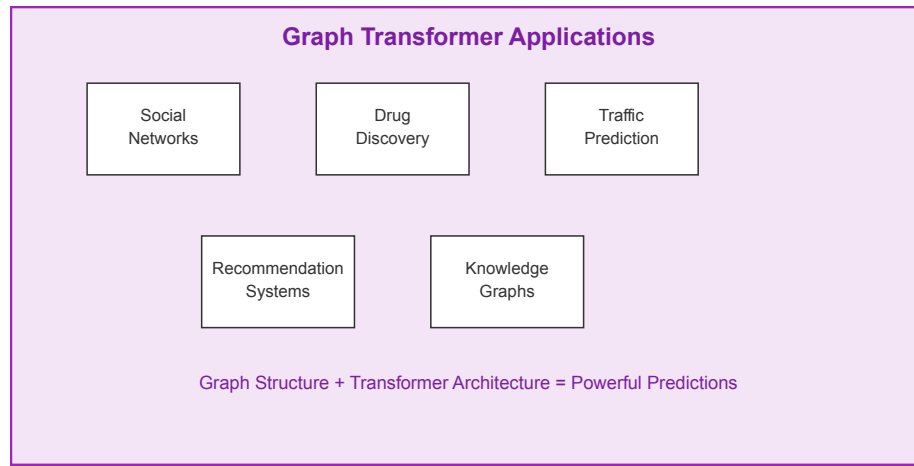 Graph Transformer Applications
Social
Networks
Drug
Discovery
Traffic
Prediction
Recommendation
Systems
Knowledge
Graphs
Graph Structure + Transformer Architecture = Powerful Predictions